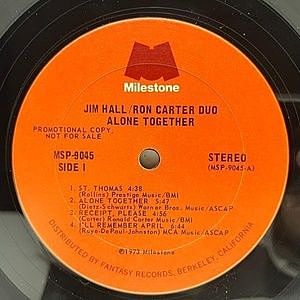 Milestone
JIM HALL/RON CARTER DUO
ALONE TOGETHER
PROMOTIONAL COPY
NOT FOR SALE
MSP-9045
SIDE I
STEREO
(MSP-9045-A)
1. ST. THOMAS 4:38
(Rollins) Prestige Music/BMI
2. ALONE TOGETHER 5:47
(Dietz-Schwartz) Warner Bros. Music/ASCAP
3. RECEIPT, PLEASE 4:56
(Carter) Ronald Carter Music/BMI
4. I'LL REMEMBER APRIL 6:44
(Raye-DePaul-Johnston) MCA Music/ASCAP
©1973 Milestone
DISTRIBUTED BY FANTASY RECORDS, BERKELEY, CALIFORNIA